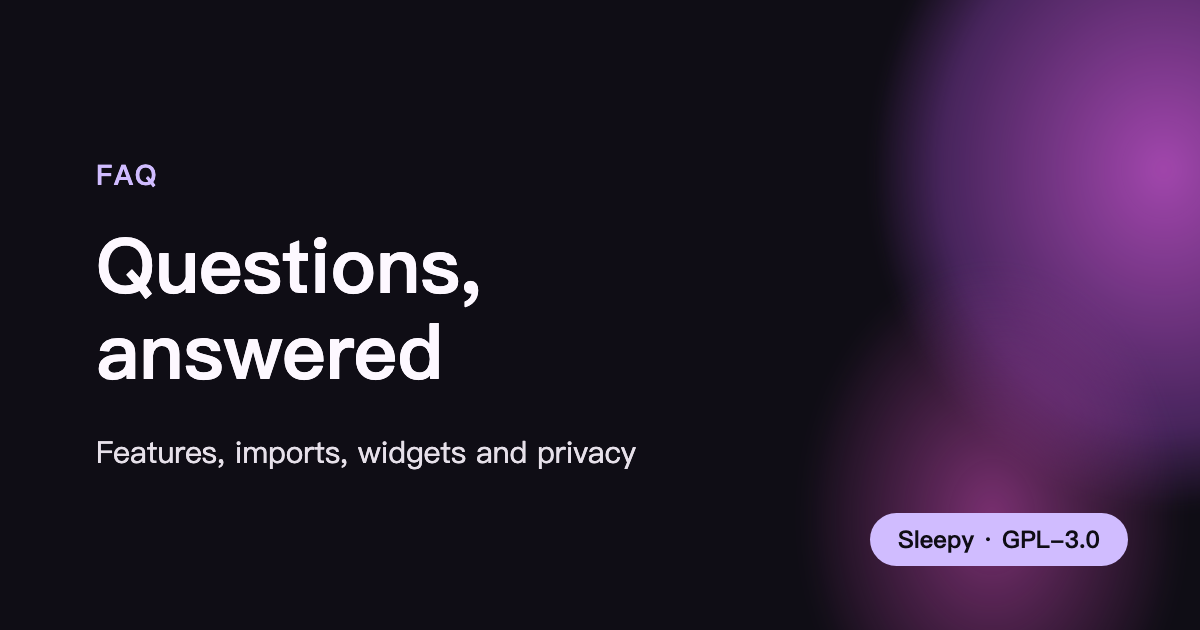 FAQ
Questions,
answered
Features, imports, widgets and privacy
Sleepy · GPL–3.0